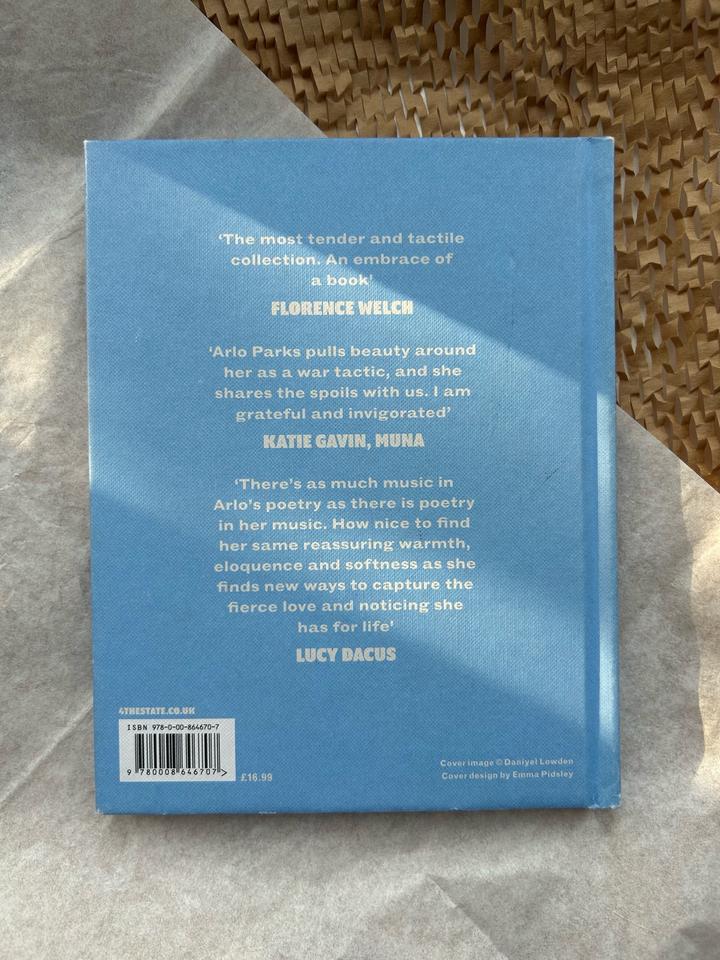 ‘The most tender and tactile
collection. An embrace of
a book’
FLORENCE WELCH
‘Arlo Parks pulls beauty around
her as a war tactic, and she
shares the spoils with us. I am
grateful and invigorated’
KATIE GAVIN, MUNA
‘There’s as much music in
Arlo’s poetry as there is poetry
in her music. How nice to find
her same reassuring warmth,
eloquence and softness as she
finds new ways to capture the
fierce love and noticing she
has for life’
LUCY DACUS
4THESTATE.CO.UK
ISBN 978-0-00-864670-7
9 780008 646707 >
£16.99
Cover image © Daniyel Lowden
Cover design by Emma Pidsley